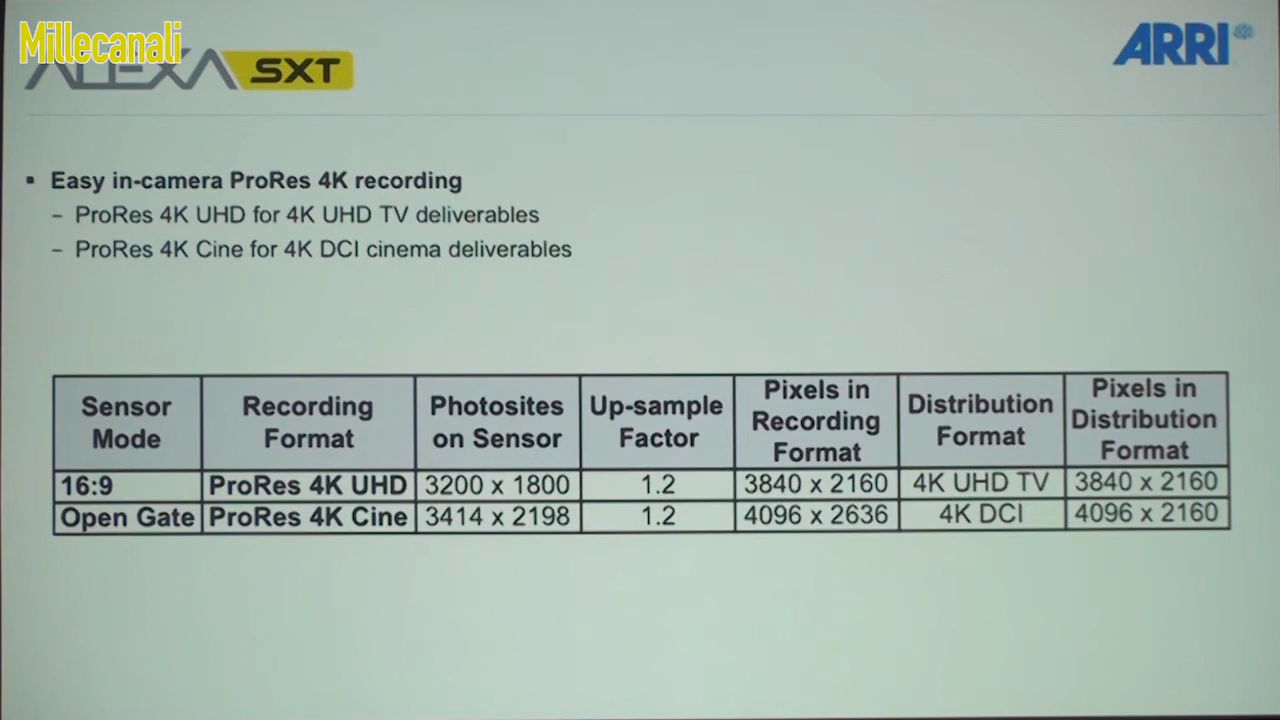 Millecanali
ALEXA SXT
ARRI
▪ Easy in-camera ProRes 4K recording
– ProRes 4K UHD for 4K UHD TV deliverables
– ProRes 4K Cine for 4K DCI cinema deliverables
Sensor Mode Recording Format Photosites on Sensor Up-sample Factor Pixels in Recording Format Distribution Format Pixels in Distribution Format
16:9 ProRes 4K UHD 3200 x 1800 1.2 3840 x 2160 4K UHD TV 3840 x 2160
Open Gate ProRes 4K Cine 3414 x 2198 1.2 4096 x 2636 4K DCI 4096 x 2160